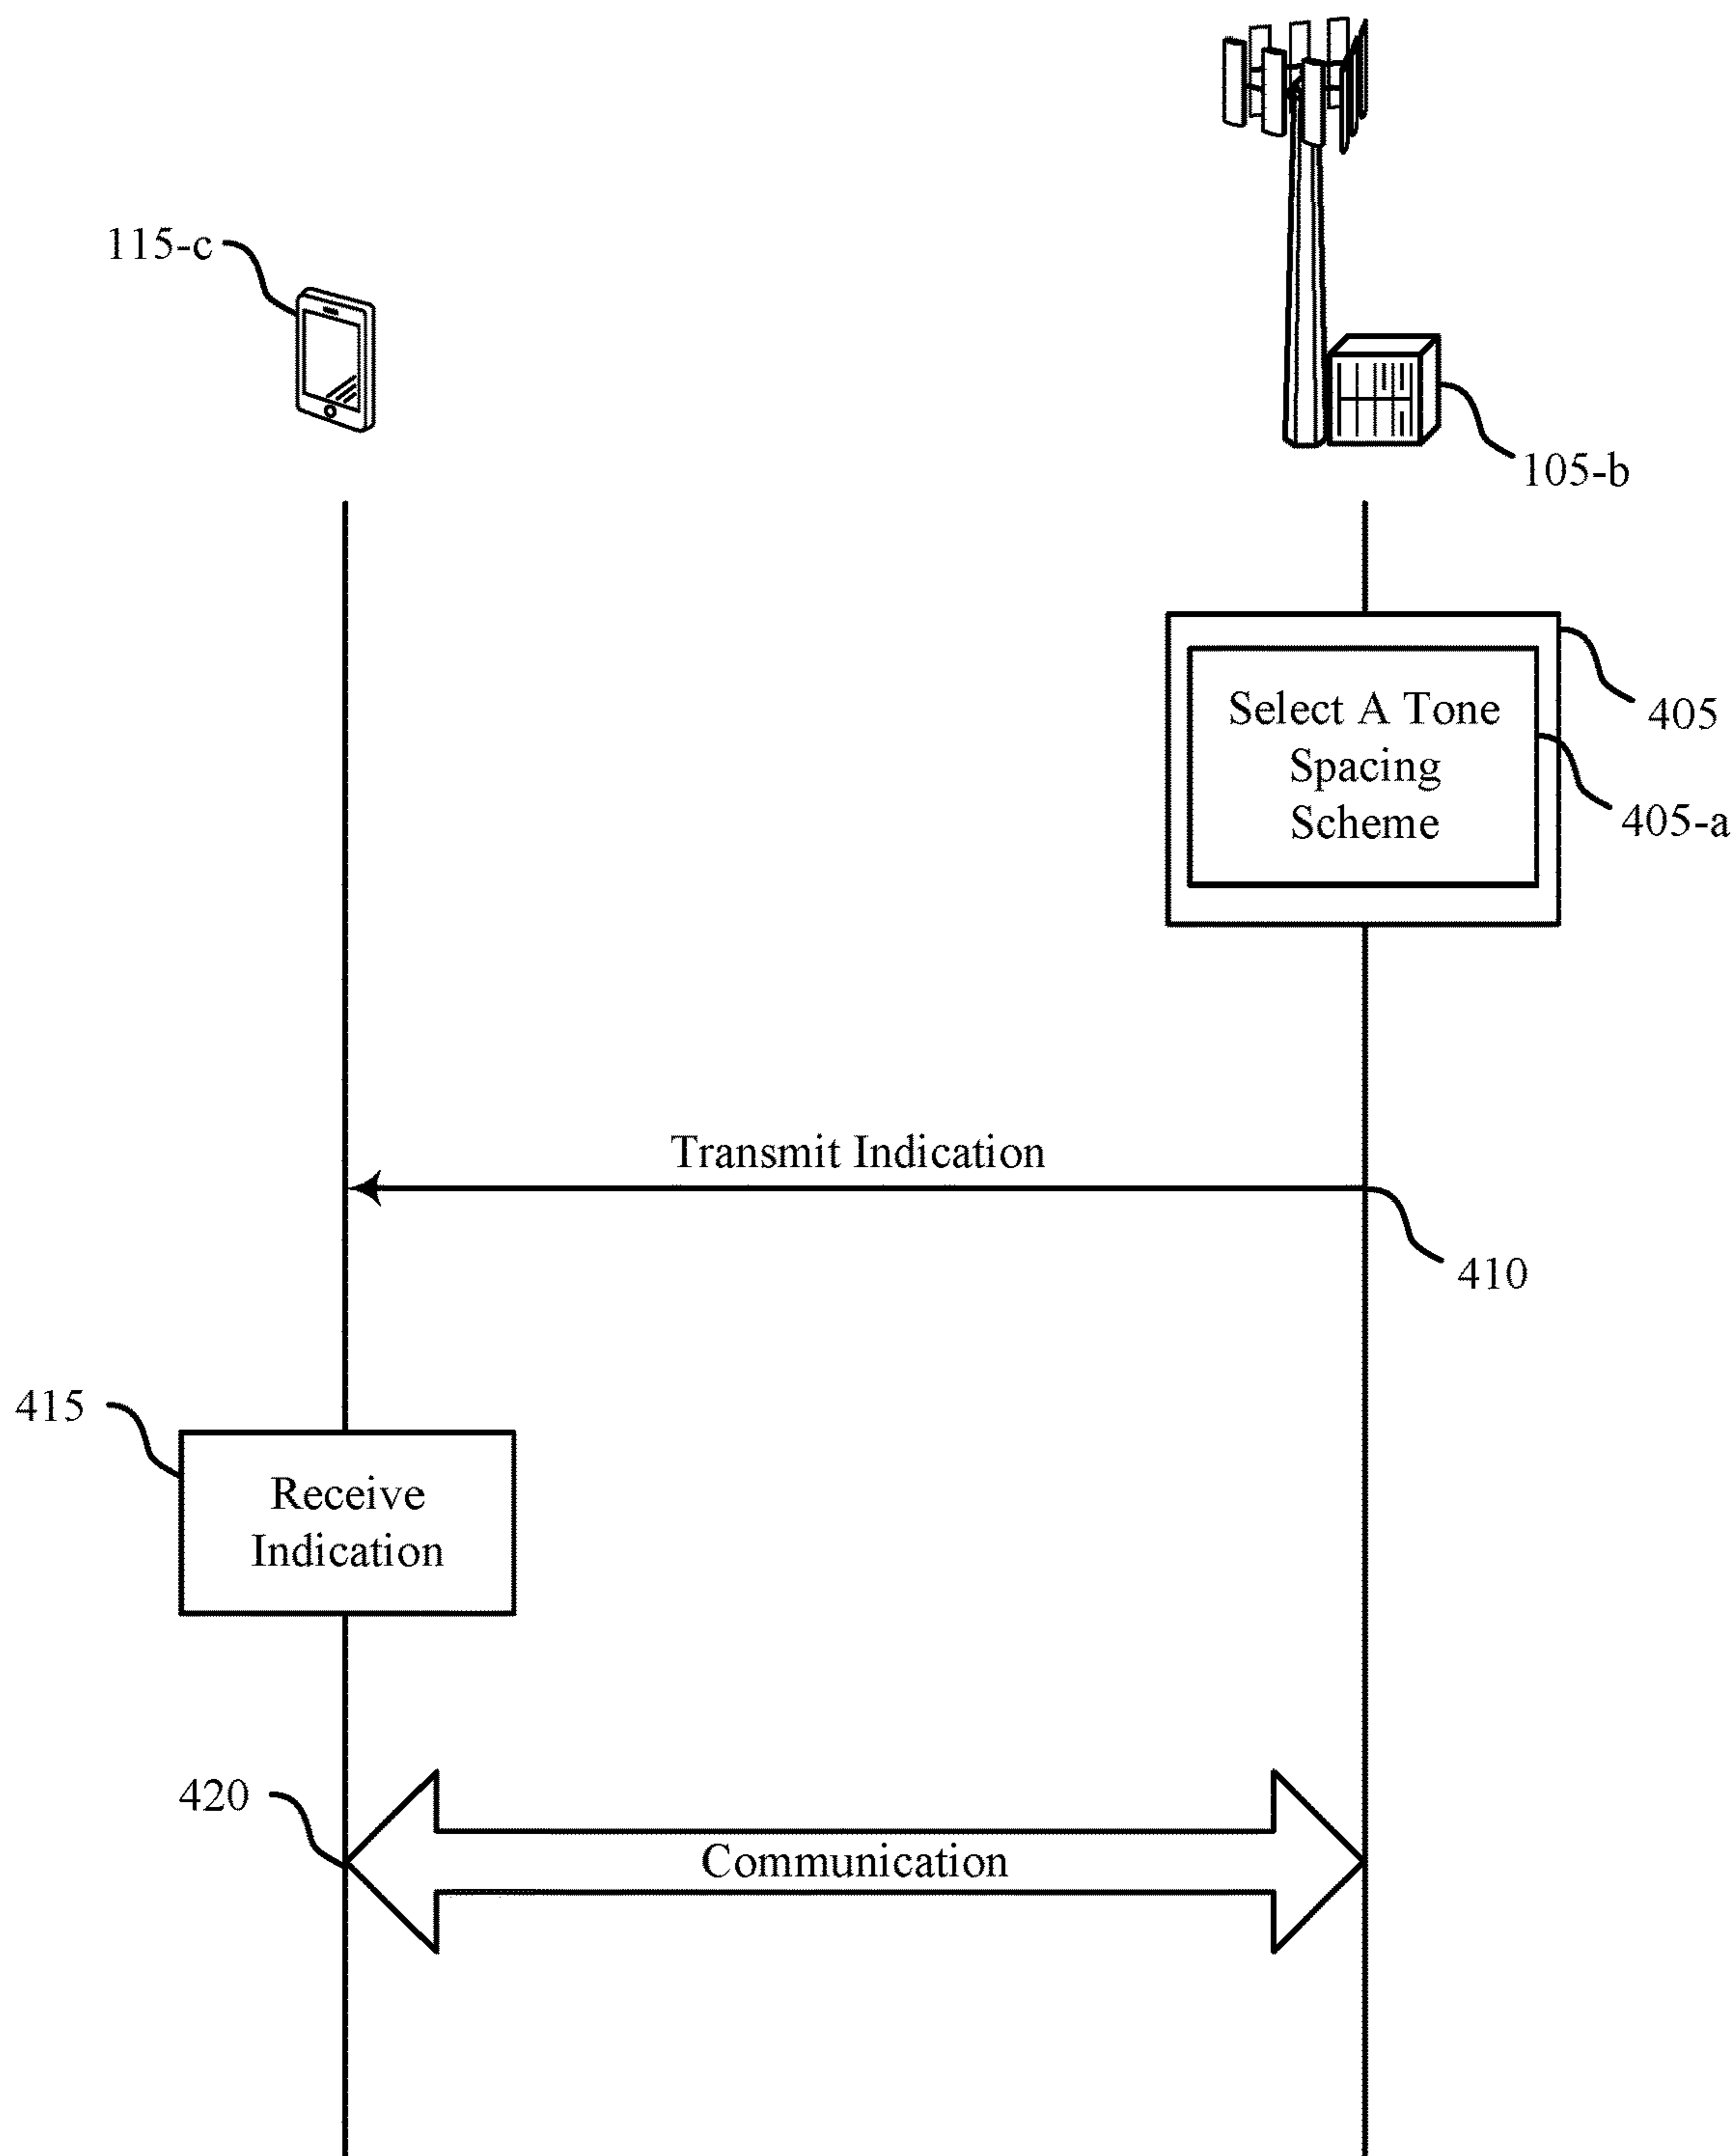 115-c
105-b
405
Select A Tone
Spacing
Scheme
405-a
Transmit Indication
410
415
Receive
Indication
420
Communication